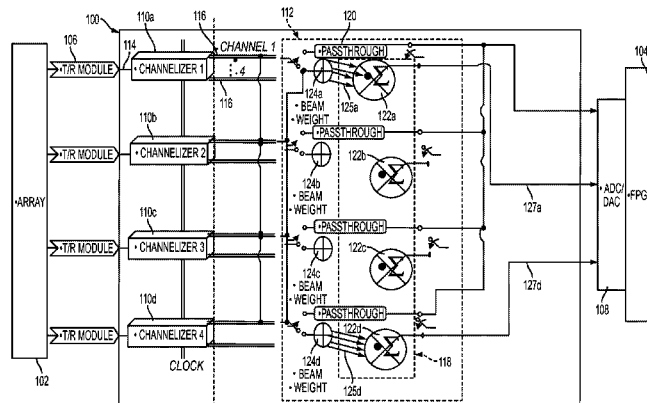 100
110a
116
CHANNEL 1
112
120
104
106
114
•T/R MODULE
• CHANNELIZER 1
4
116
•PASSTHROUGH
124a
• BEAM
• WEIGHT
125a
Σ
122a
110b
•T/R MODULE
• CHANNELIZER 2
•PASSTHROUGH
124b
• BEAM
• WEIGHT
122b
Σ
•ARRAY
• ADC/
DAC
•FPG
127a
110c
•T/R MODULE
• CHANNELIZER 3
•PASSTHROUGH
124c
• BEAM
• WEIGHT
122c
Σ
127d
108
110d
•T/R MODULE
• CHANNELIZER 4
•PASSTHROUGH
124d
• BEAM
• WEIGHT
122d
Σ
125d
118
102
CLOCK